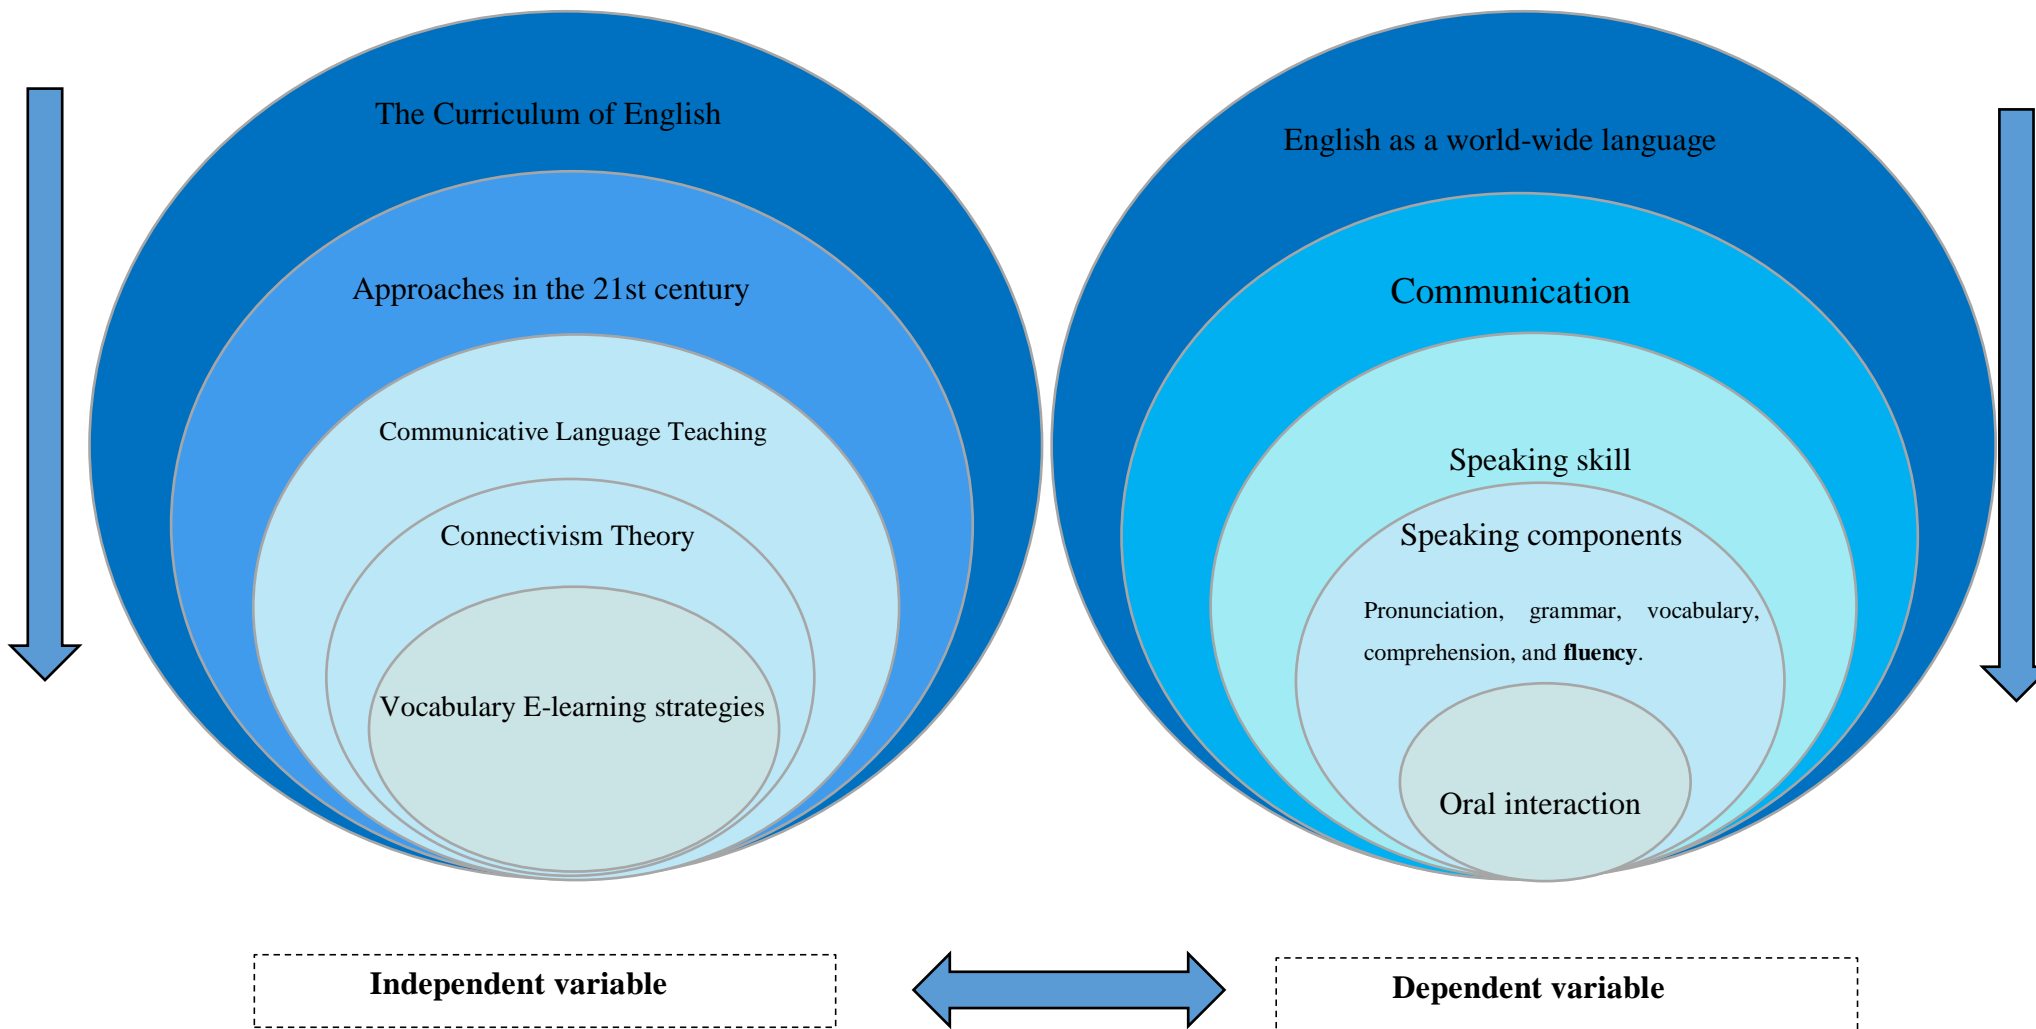 The Curriculum of English
Approaches in the 21st century
Communicative Language Teaching
Connectivism Theory
Vocabulary E-learning strategies
English as a world-wide language
Communication
Speaking skill
Speaking components
Pronunciation, grammar, vocabulary,
comprehension, and fluency.
Oral interaction
Independent variable
Dependent variable